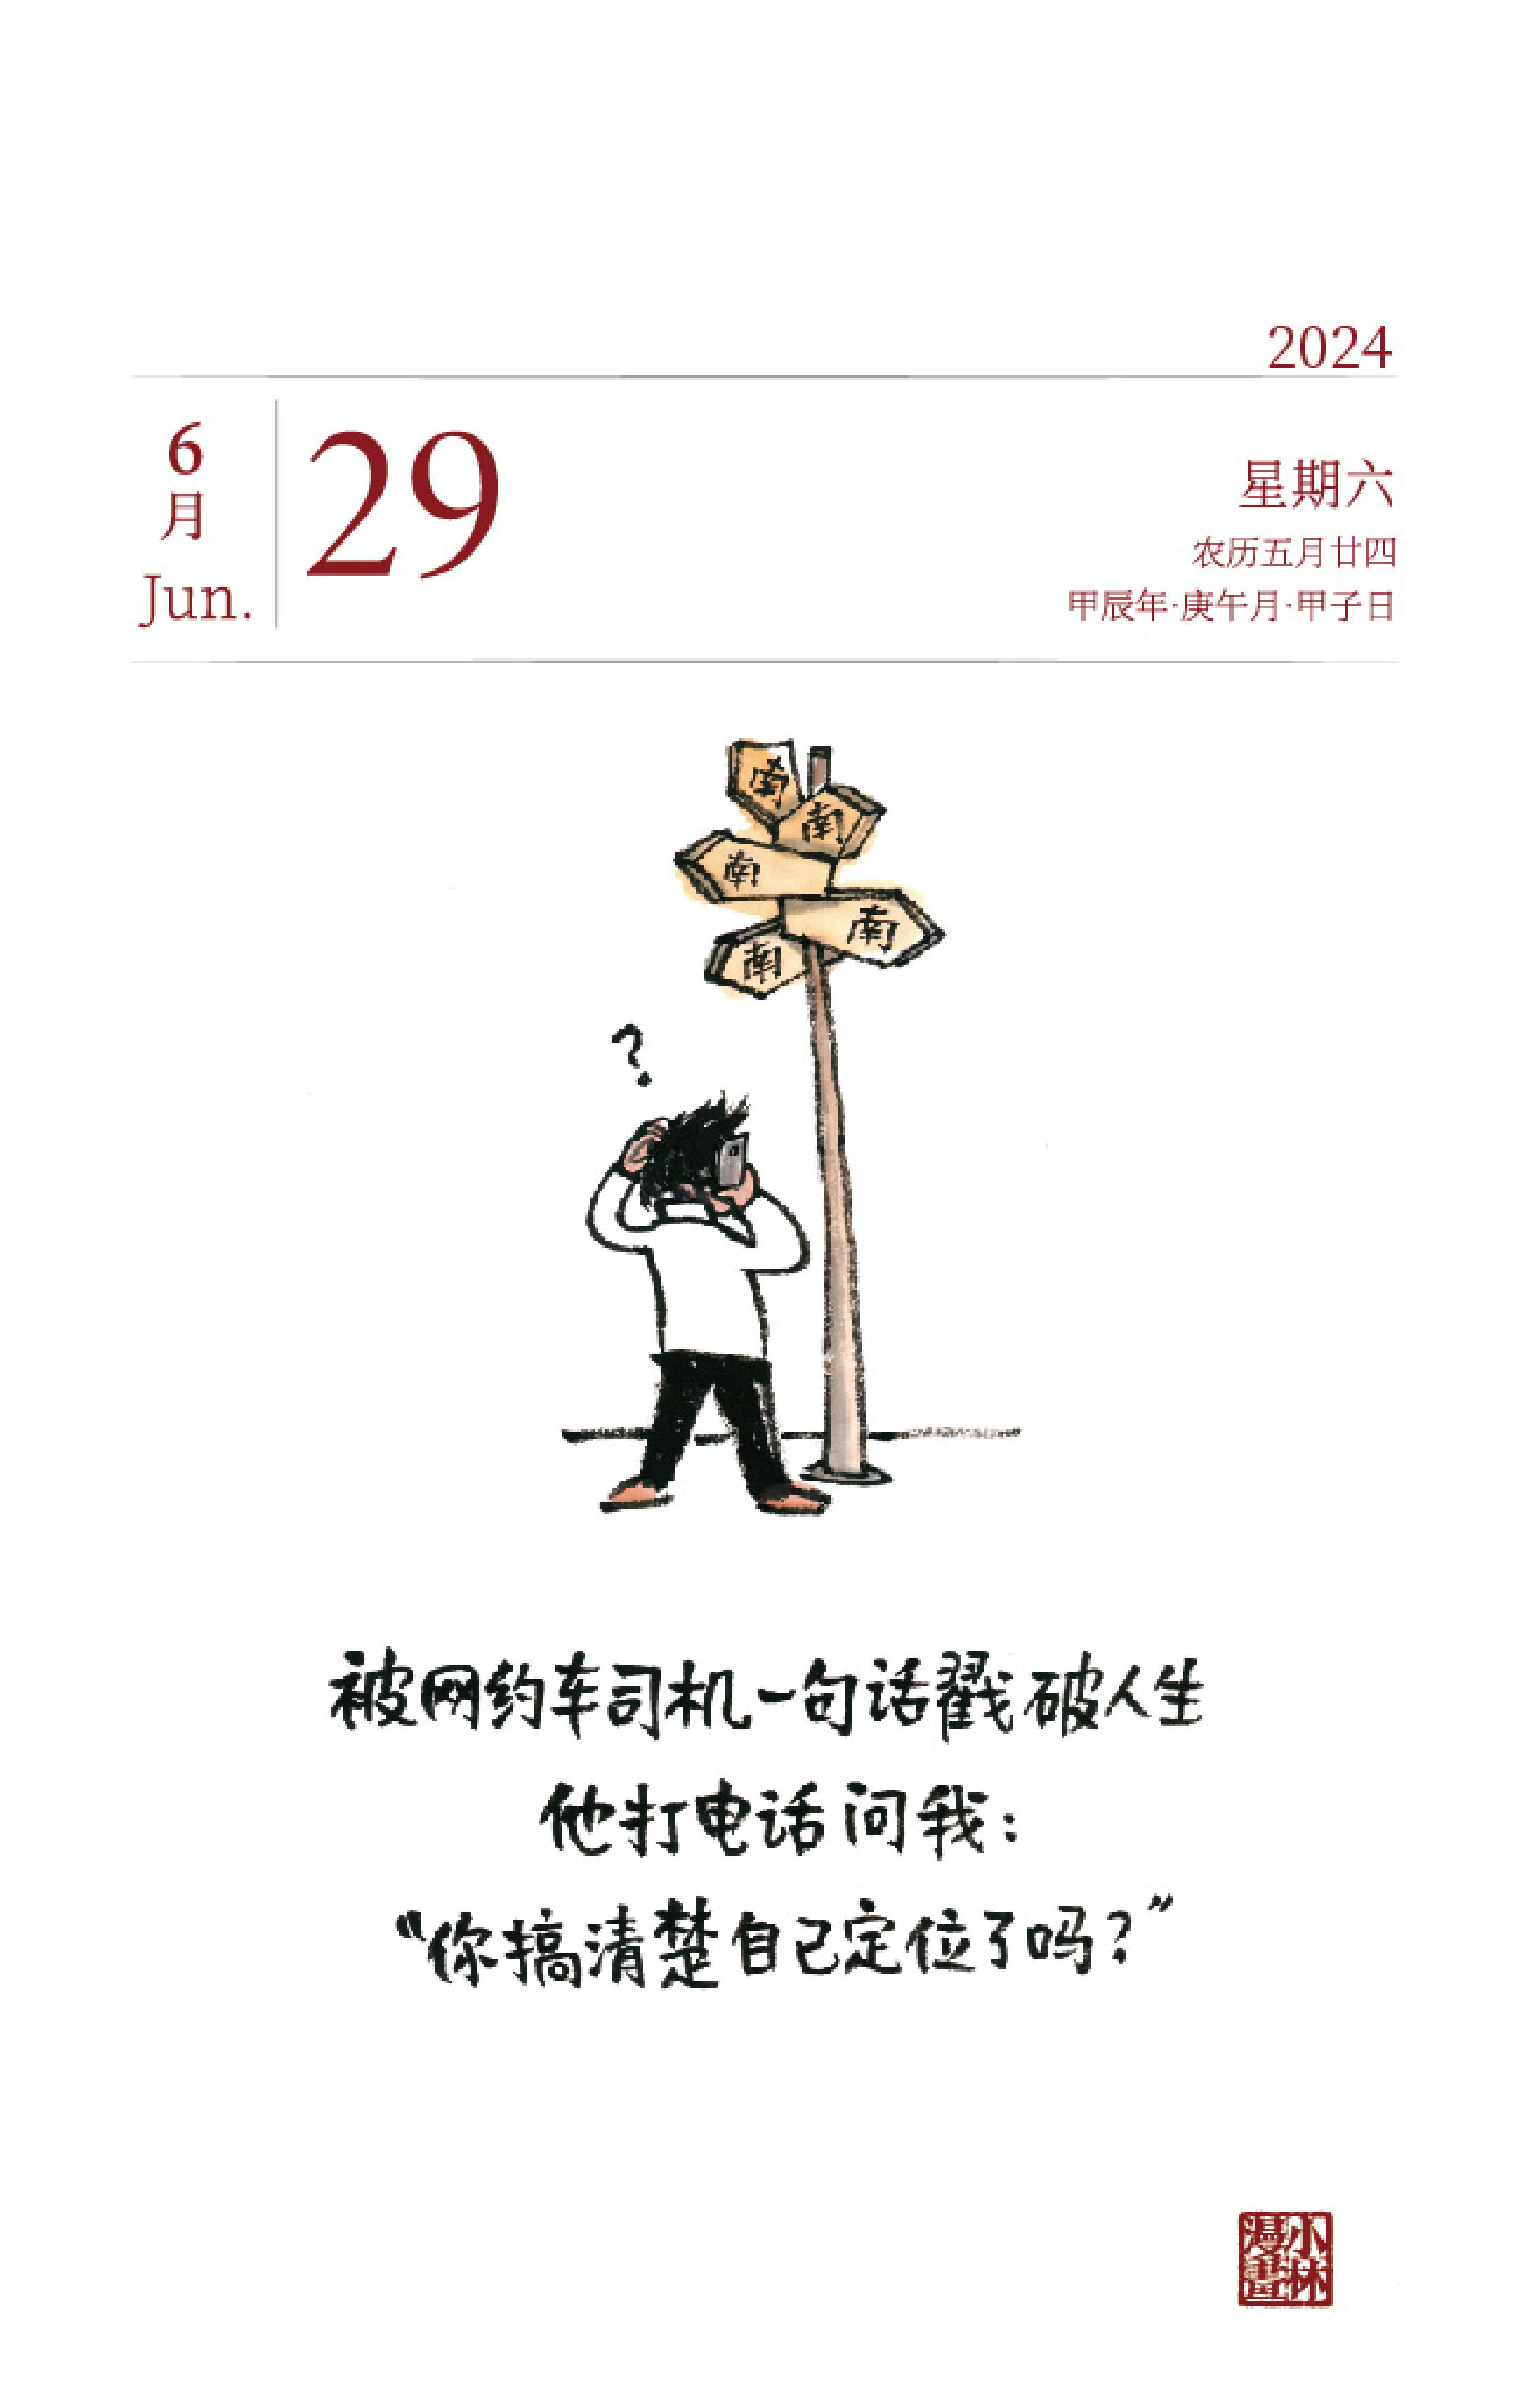 2024
6
月
Jun.
29
星期六
农历五月廿四
甲辰年·庚午月·甲子日
南
南
南
南
南
?
被网约车司机一句话戳破人生
他打电话问我：
“你搞清楚自己定位了吗？”
小林
漫畫